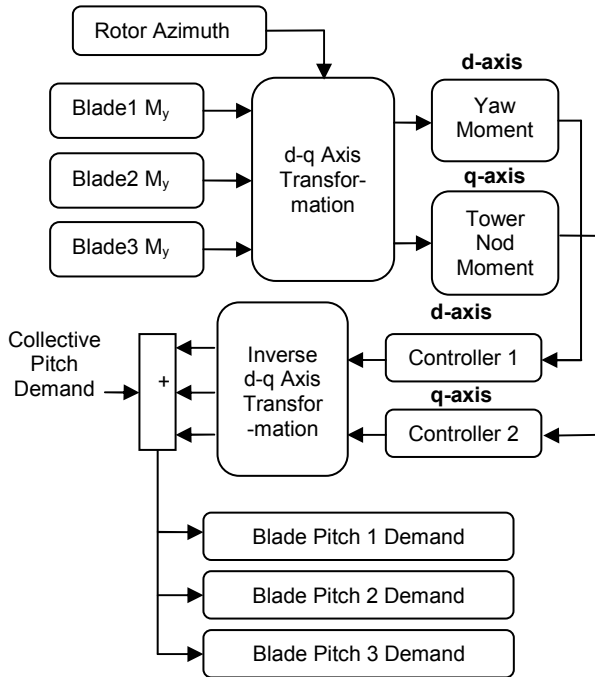 Rotor Azimuth
d-axis
Blade1 My
Yaw
Moment
d-q Axis
Transfor-
mation
Blade2 My
q-axis
Tower
Nod
Moment
Blade3 My
d-axis
Collective
Pitch
Demand
+
Inverse
d-q Axis
Transfor
-mation
Controller 1
q-axis
Controller 2
Blade Pitch 1 Demand
Blade Pitch 2 Demand
Blade Pitch 3 Demand